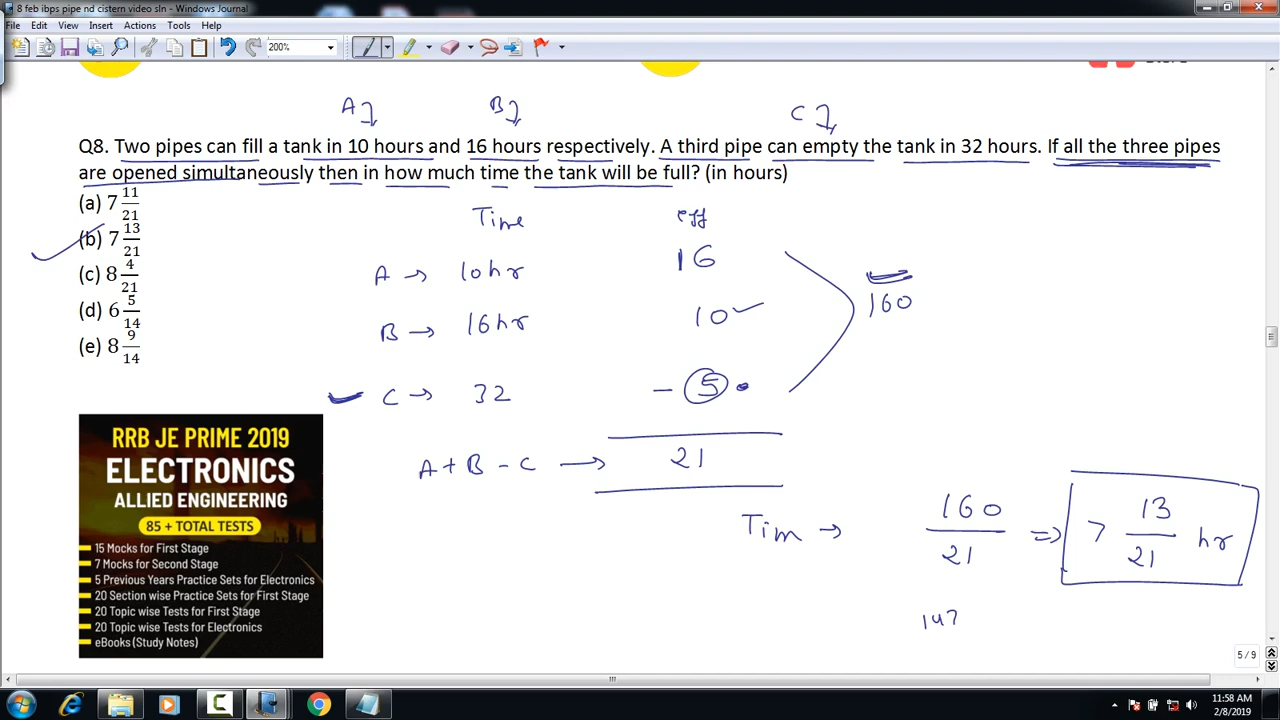 8 feb ibps pipe nd cistern video sln - Windows Journal
File Edit View Insert Actions Tools Help
200%
A B C
Q8. Two pipes can fill a tank in 10 hours and 16 hours respectively. A third pipe can empty the tank in 32 hours. If all the three pipes
are opened simultaneously then in how much time the tank will be full? (in hours)
(a) 7 11/21
(b) 7 13/21
(c) 8 4/21
(d) 6 5/14
(e) 8 9/14
Time eff
A → 10hr 16
B → 16hr 10
160
C → 32 - 5
A+B-C → 21
Tim → 160/21 ⇒ 7 13/21 hr
147
RRB JE PRIME 2019
ELECTRONICS
ALLIED ENGINEERING
85 + TOTAL TESTS
15 Mocks for First Stage
7 Mocks for Second Stage
5 Previous Years Practice Sets for Electronics
20 Section wise Practice Sets for First Stage
20 Topic wise Tests for First Stage
20 Topic wise Tests for Electronics
eBooks (Study Notes)
5 / 9
11:58 AM
2/8/2019